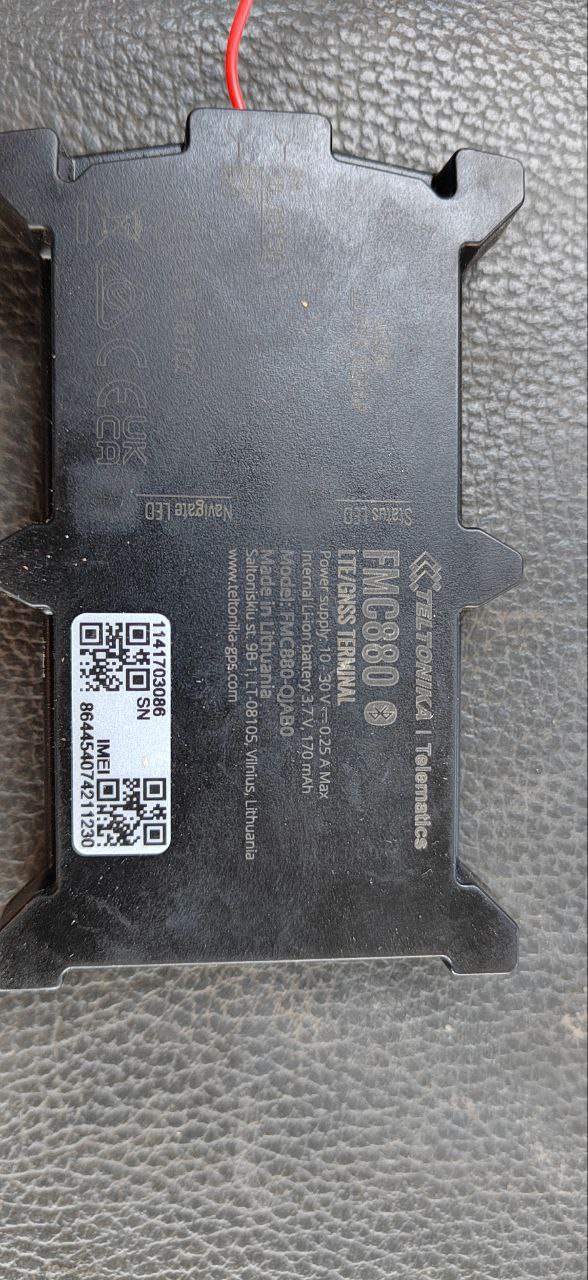 TELTONIKA | Telematics
FMC880
LTE/GNSS TERMINAL
Power supply: 10...30 V ⎓ 0.25 A Max
Internal Li-Ion battery 3.7 V, 170 mAh
Model: FMC880-QJAB0
Made in Lithuania
Saltoniškiu st. 9B-1, LT-08105, Vilnius, Lithuania
www.teltonika-gps.com
1141703086
SN
IMEI
864454074211230
Status LED
Navigate LED
CE
UK
CA